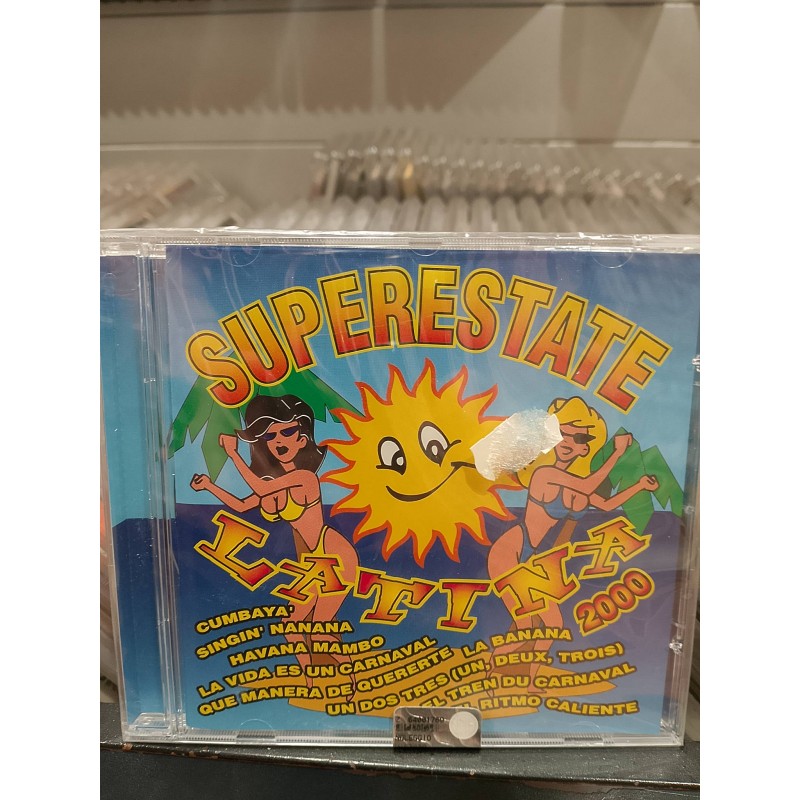 SUPERESTATE
LATINA
2000
CUMBAYA'
SINGIN' NANANA
HAVANA MAMBO
LA VIDA ES UN CARNAVAL LA BANANA
QUE MANERA DE QUERERTE
UN DOS TRES (UN, DEUX, TROIS)
EL TREN DU CARNAVAL
RITMO CALIENTE